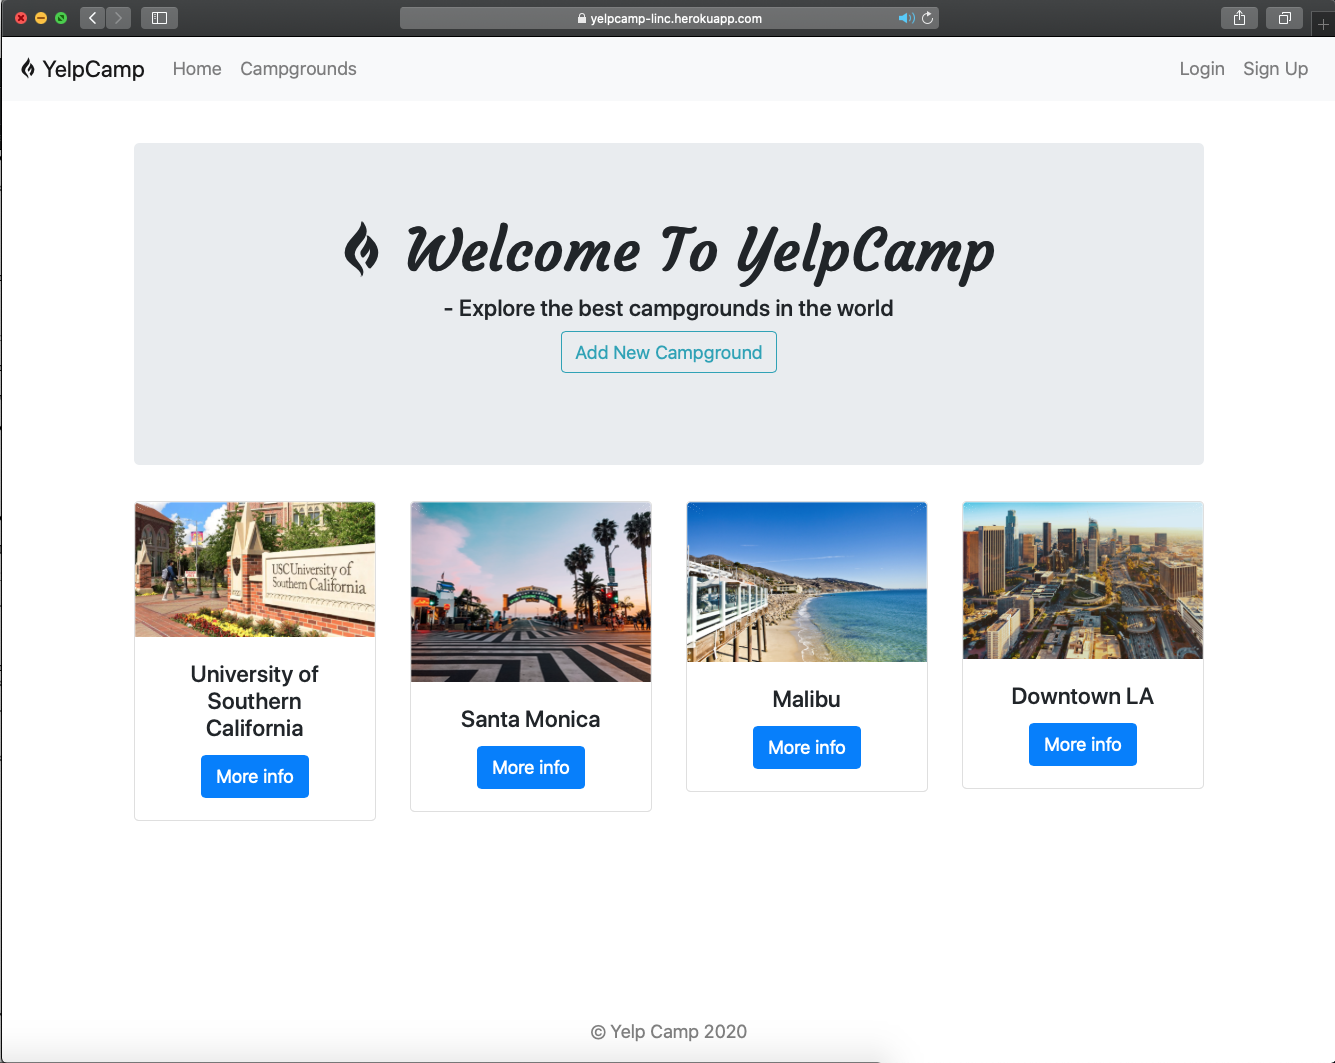 yelpcamp-linc.herokuapp.com
YelpCamp Home Campgrounds Login Sign Up
Welcome To YelpCamp
- Explore the best campgrounds in the world
Add New Campground
USC University of
Southern California
University of
Southern
California
More info
Santa Monica
More info
Malibu
More info
Downtown LA
More info
© Yelp Camp 2020